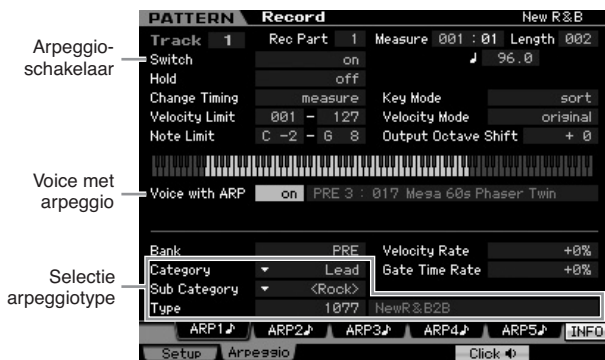 PATTERN Record New R&B
Track 1 Rec Part 1 Measure 001 : 01 Length 002
Arpeggio-
schakelaar
♩ 96.0
Switch on
Hold off
Change Timing measure Key Mode sort
Velocity Limit 001 – 127 Velocity Mode original
Note Limit C -2 – G 8 Output Octave Shift + 0
Voice met
arpeggio
Voice with ARP on PRE 3 : 017 Mega 60s Phaser Twin
Bank PRE Velocity Rate +0%
Selectie
arpeggiotype
Category Lead Gate Time Rate +0%
Sub Category <Rock>
Type 1077 NewR&B2B
ARP1♪ ARP2♪ ARP3♪ ARP4♪ ARP5♪ INFO
Setup Arpeggio Click